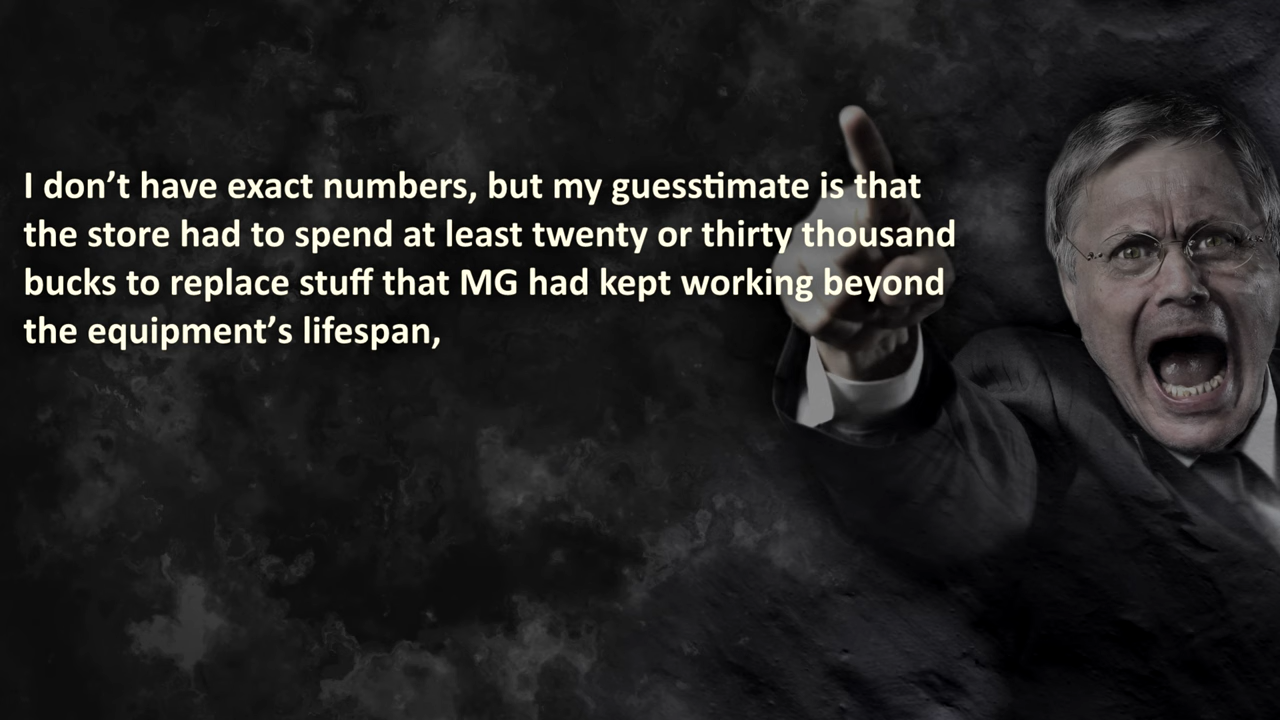 I don’t have exact numbers, but my guesstimate is that
the store had to spend at least twenty or thirty thousand
bucks to replace stuff that MG had kept working beyond
the equipment’s lifespan,